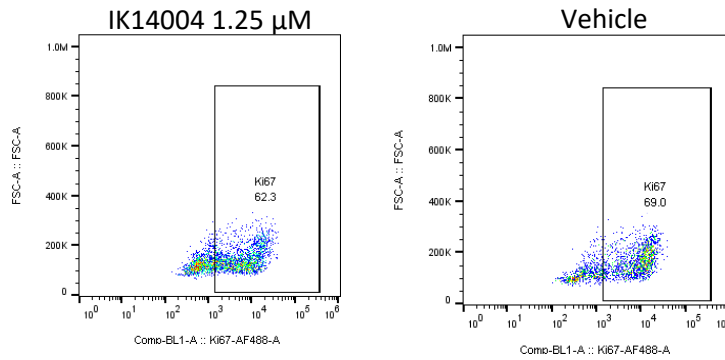 IK14004 1.25 µM
1.0M
800K
600K
400K
200K
0
FSC-A :: FSC-A
Ki67
62.3
10^0 10^1 10^2 10^3 10^4 10^5 10^6
Comp-BL1-A :: Ki67-AF488-A
Vehicle
1.0M
800K
600K
400K
200K
0
FSC-A :: FSC-A
Ki67
69.0
10^0 10^1 10^2 10^3 10^4 10^5
Comp-BL1-A :: Ki67-AF488-A